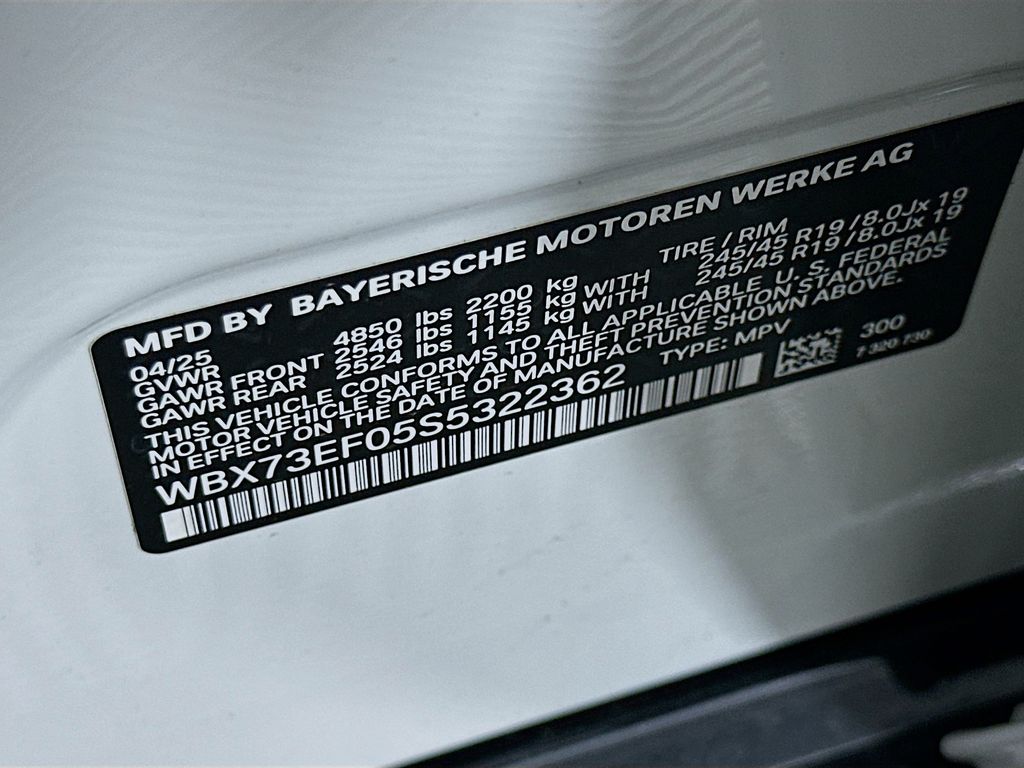 MFD BY BAYERISCHE MOTOREN WERKE AG
04/25 TIRE / RIM
GVWR 4850 lbs 2200 kg
GAWR FRONT 2546 lbs 1155 kg WITH 245/45 R19 / 8.0Jx 19
GAWR REAR 2524 lbs 1145 kg WITH 245/45 R19 / 8.0Jx 19
THIS VEHICLE CONFORMS TO ALL APPLICABLE U. S. FEDERAL
MOTOR VEHICLE SAFETY AND THEFT PREVENTION STANDARDS
IN EFFECT ON THE DATE OF MANUFACTURE SHOWN ABOVE.
WBX73EF05S5322362 TYPE: MPV 300
7 320 730